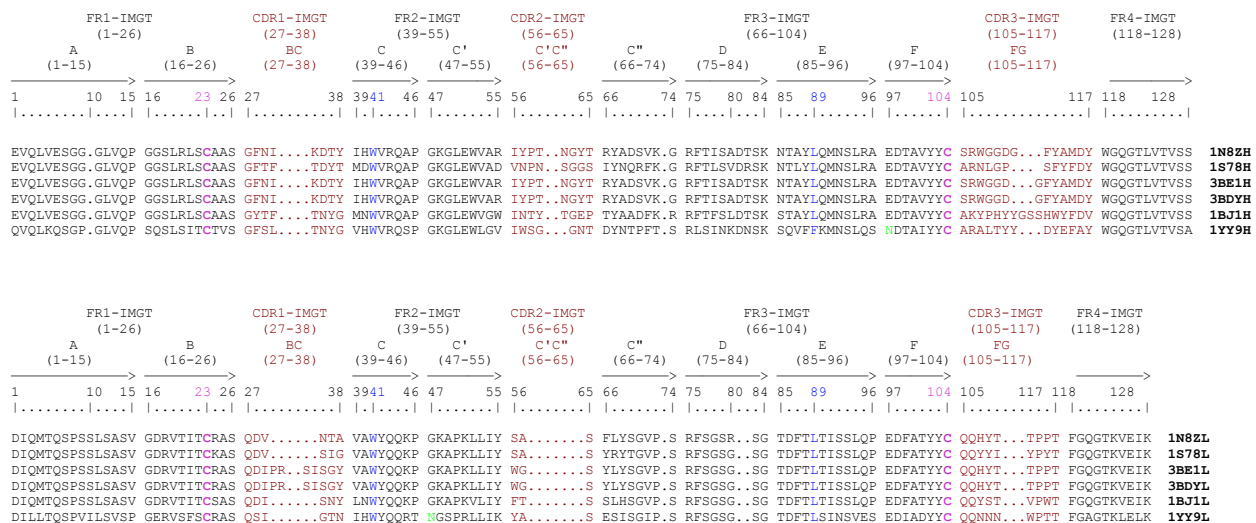 FR1-IMGT CDR1-IMGT FR2-IMGT CDR2-IMGT FR3-IMGT CDR3-IMGT FR4-IMGT
(1-26) (27-38) (39-55) (56-65) (66-104) (105-117) (118-128)
A B BC C C' C'C" C" D E F FG
(1-15) (16-26) (27-38) (39-46) (47-55) (56-65) (66-74) (75-84) (85-96) (97-104) (105-117)
1 10 15 16 23 26 27 38 39 41 46 47 55 56 65 66 74 75 80 84 85 89 96 97 104 105 117 118 128
|........|....| |......|..| |..........| |.|....| |.......| |........| |.......| |....|...| |...|......| |......| |...........| |.........|
EVQLVESGG.GLVQP GGSLRLSCAAS GFNI....KDTY IHWVRQAP GKGLEWVAR IYPT..NGYT RYADSVK.G RFTISADTSK NTAYLQMNSLRA EDTAVYYC SRWGGDG..FYAMDY WGQGTLVTVSS 1N8ZH
EVQLVESGG.GLVQP GGSLRLSCAAS GFTF....TDYT MDWVRQAP GKGLEWVAD VNPN..SGGS IYNQRFK.G RFTLSVDRSK NTLYLQMNSLRA EDTAVYYC ARNLGP...SFYFDY WGQGTLVTVSS 1S78H
EVQLVESGG.GLVQP GGSLRLSCAAS GFNI....KDTY IHWVRQAP GKGLEWVAR IYPT..NGYT RYADSVK.G RFTISADTSK NTAYLQMNSLRA EDTAVYYC SRWGGD...GFYAMDY WGQGTLVTVSS 3BE1H
EVQLVESGG.GLVQP GGSLRLSCAAS GFNI....KDTY IHWVRQAP GKGLEWVAR IYPT..NGYT RYADSVK.G RFTISADTSK NTAYLQMNSLRA EDTAVYYC SRWGGD...GFYAMDY WGQGTLVTVSS 3BDYH
EVQLVESGG.GLVQP GGSLRLSCAAS GYTF....TNYG MNWVRQAP GKGLEWVGW INTY..TGEP TYAADFK.R RFTFSLDTSK STAYLQMNSLRA EDTAVYYC AKYPHYYGSSHWYFDV WGQGTLVTVSS 1BJ1H
QVQLKQSGP.GLVQP SQSLSITCTVS GFSL....TNYG VHWVRQSP GKGLEWLGV IWSG...GNT DYNTPFT.S RLSINKDNSK SQVFFKMNSLQS NDTAIYYC ARALTYY...DYEFAY WGQGTLVTVSA 1YY9H
FR1-IMGT CDR1-IMGT FR2-IMGT CDR2-IMGT FR3-IMGT CDR3-IMGT FR4-IMGT
(1-26) (27-38) (39-55) (56-65) (66-104) (105-117) (118-128)
A B BC C C' C'C" C" D E F FG
(1-15) (16-26) (27-38) (39-46) (47-55) (56-65) (66-74) (75-84) (85-96) (97-104) (105-117)
1 10 15 16 23 26 27 38 39 41 46 47 55 56 65 66 74 75 80 84 85 89 96 97 104 105 117 118 128
|........|....| |......|..| |..........| |.|....| |.......| |........| |.......| |....|...| |...|......| |......| |.......| |.......|
DIQMTQSPSSLSASV GDRVTITCRAS QDV......NTA VAWYQQKP GKAPKLLIY SA.......S FLYSGVP.S RFSGSR..SG TDFTLTISSLQP EDFATYYC QQHYT...TPPT FGQGTKVEIK 1N8ZL
DIQMTQSPSSLSASV GDRVTITCKAS QDV......SIG VAWYQQKP GKAPKLLIY SA.......S YRYTGVP.S RFSGSG..SG TDFTLTISSLQP EDFATYYC QQYYI...YPYT FGQGTKVEIK 1S78L
DIQMTQSPSSLSASV GDRVTITCRAS QDIPR..SISGY VAWYQQKP GKAPKLLIY WG.......S YLYSGVP.S RFSGSG..SG TDFTLTISSLQP EDFATYYC QQHYT...TPPT FGQGTKVEIK 3BE1L
DIQMTQSPSSLSASV GDRVTITCRAS QDIPR..SISGY VAWYQQKP GKAPKLLIY WG.......S YLYSGVP.S RFSGSG..SG TDFTLTISSLQP EDFATYYC QQHYT...TPPT FGQGTKVEIK 3BDYL
DIQMTQSPSSLSASV GDRVTITCSAS QDI......SNY LNWYQQKP GKAPKVLIY FT.......S SLHSGVP.S RFSGSG..SG TDFTLTISSLQP EDFATYYC QQYST...VPWT FGQGTKVEIK 1BJ1L
DILLTQSPVILSVSP GERVSFSCRAS QSI......GTN IHWYQQRT NGSPRLLIK YA.......S ESISGIP.S RFSGSG..SG TDFTLSINSVES EDIADYYC QQNNN...WPTT FGAGTKLELK 1YY9L